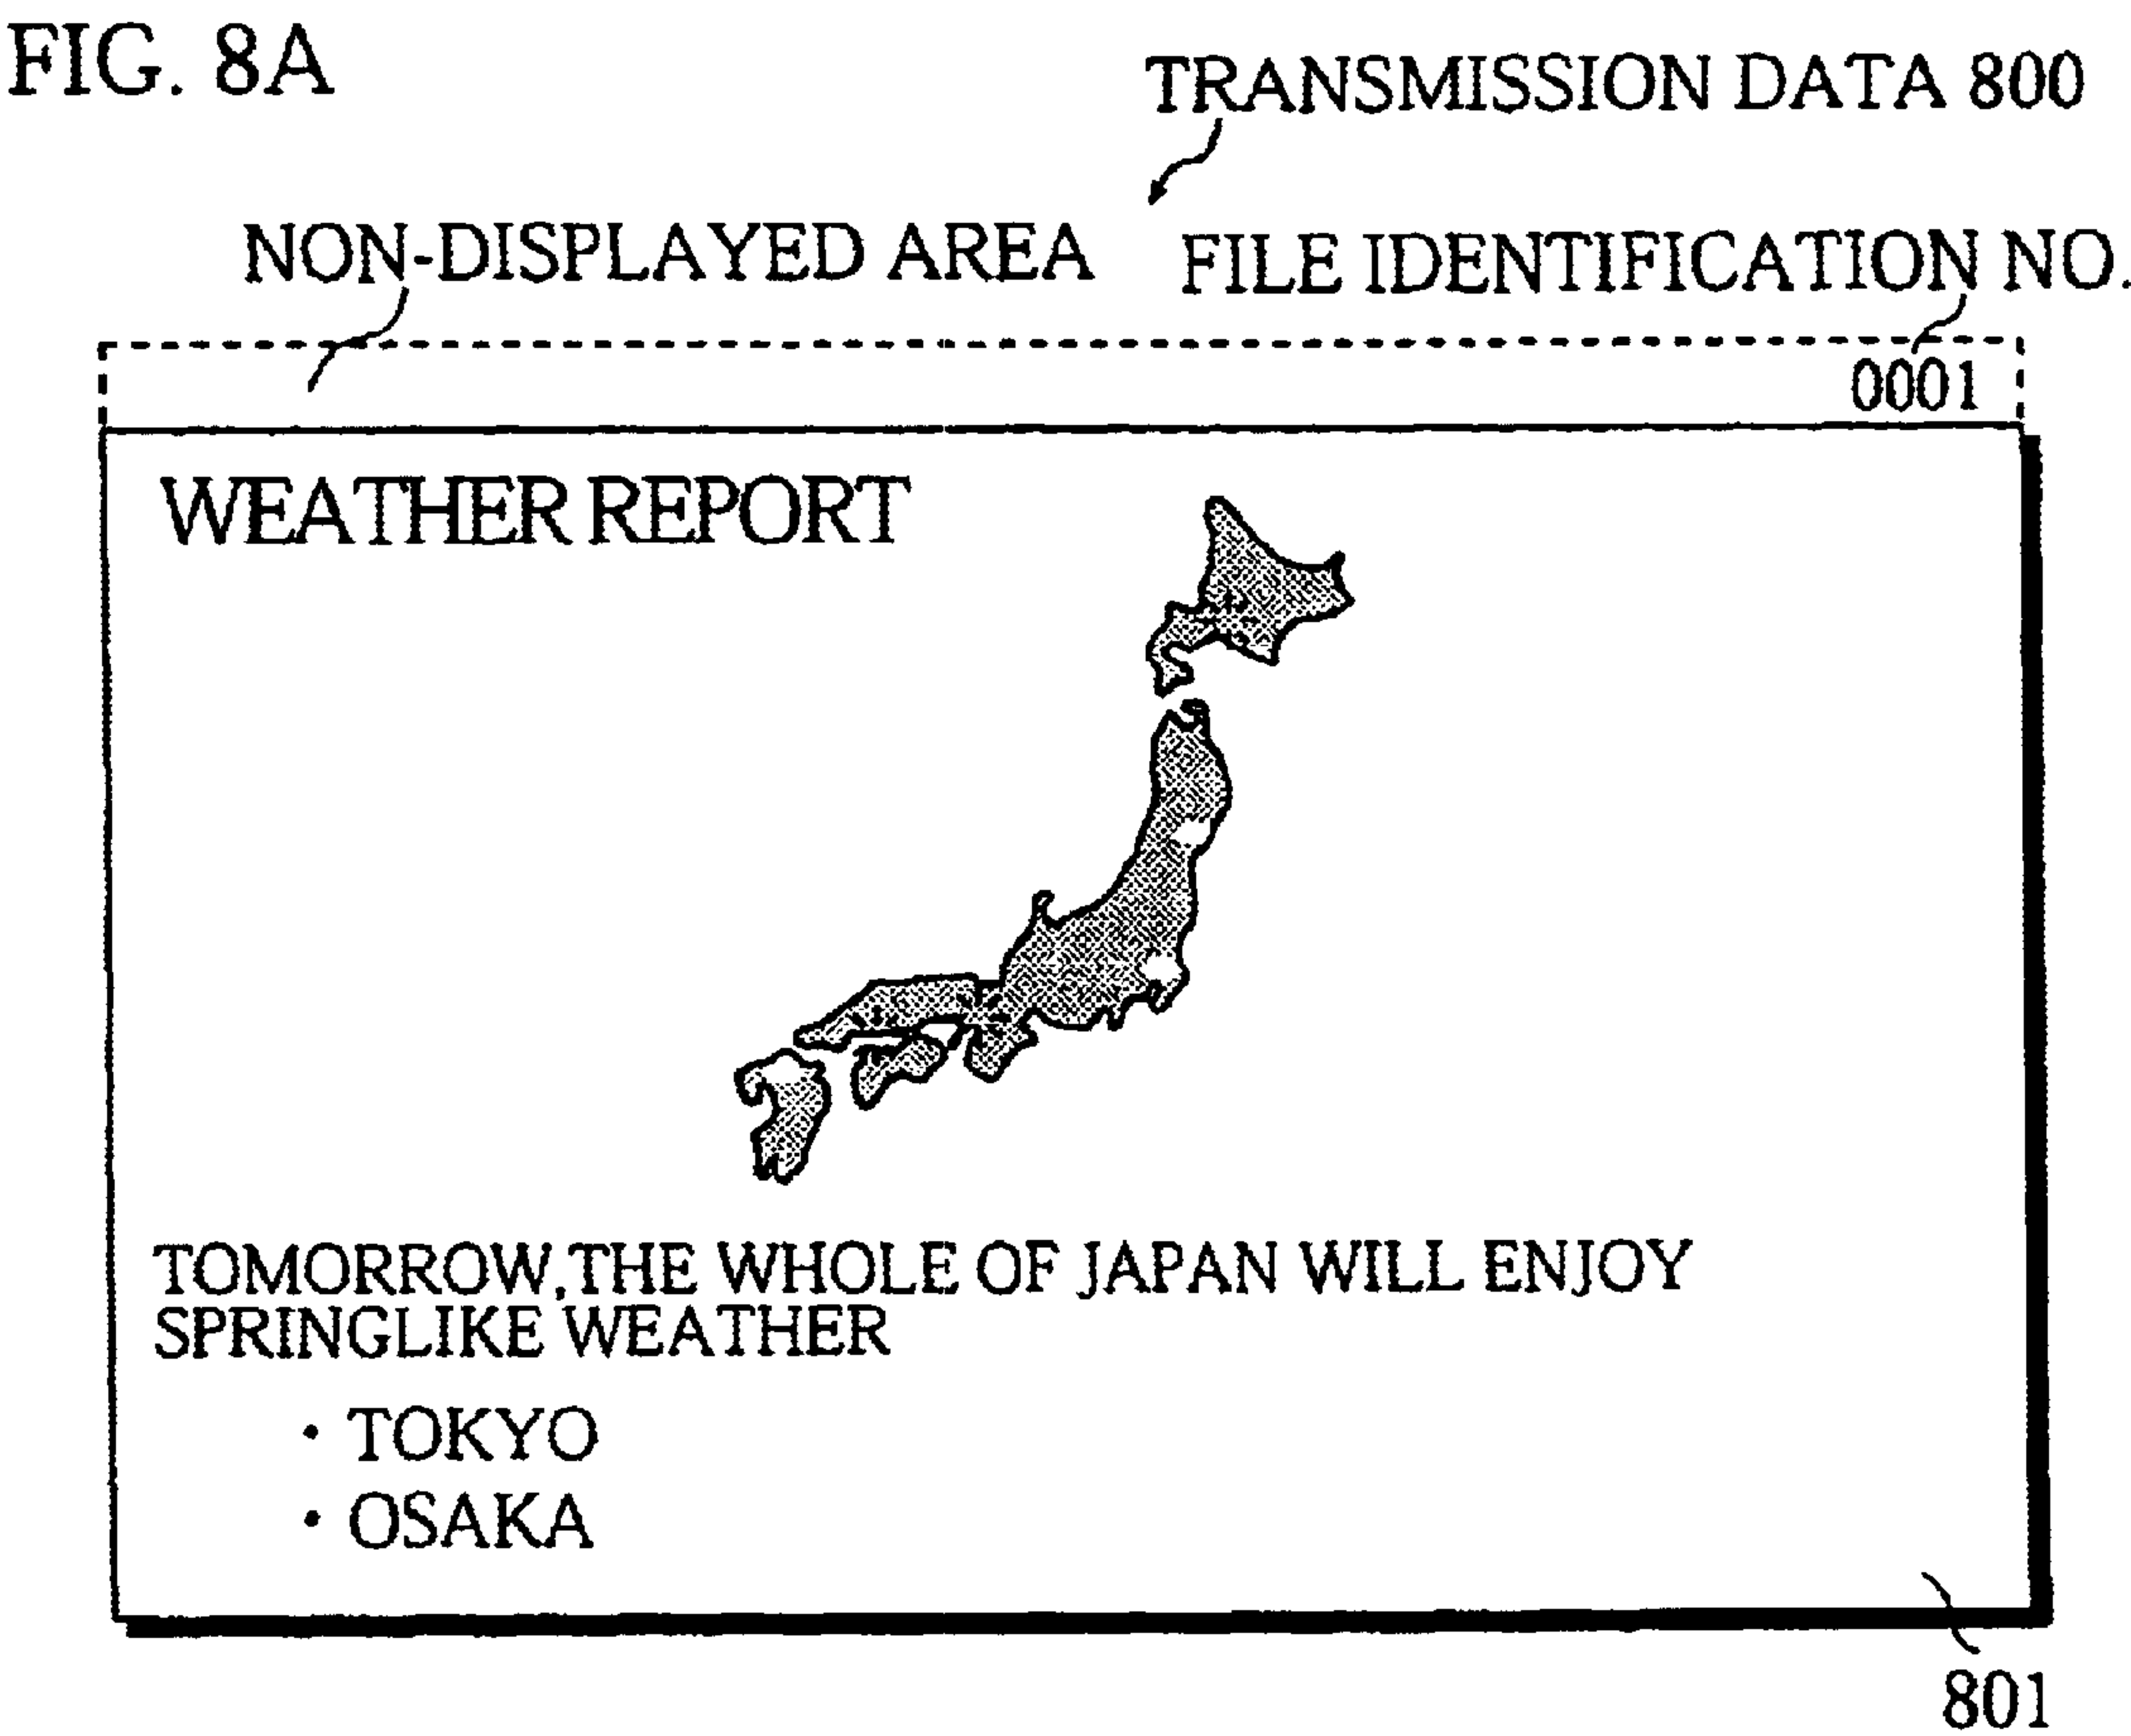 FIG. 8A
TRANSMISSION DATA 800
NON-DISPLAYED AREA
FILE IDENTIFICATION NO.
0001
WEATHER REPORT
TOMORROW,THE WHOLE OF JAPAN WILL ENJOY
SPRINGLIKE WEATHER
・TOKYO
・OSAKA
801